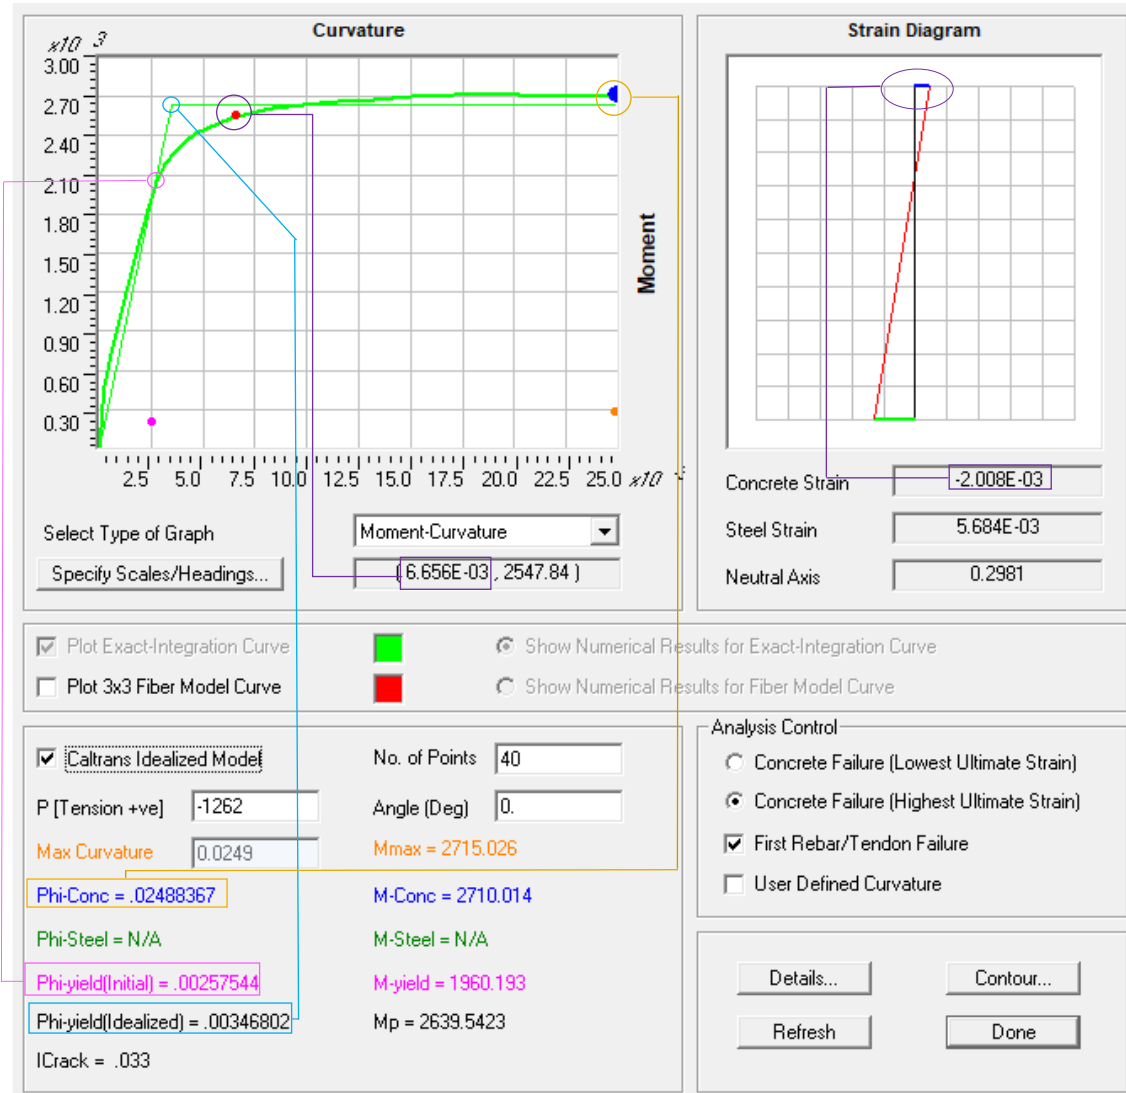 Curvature
x10 3
3.00
2.70
2.40
2.10
1.80
1.50
1.20
0.90
0.60
0.30
2.5 5.0 7.5 10.0 12.5 15.0 17.5 20.0 22.5 25.0 x10 -3
Moment
Select Type of Graph
Moment-Curvature
Specify Scales/Headings...
( 6.656E-03 , 2547.84 )
Strain Diagram
Concrete Strain
-2.008E-03
Steel Strain
5.684E-03
Neutral Axis
0.2981
Plot Exact-Integration Curve
Show Numerical Results for Exact-Integration Curve
Plot 3x3 Fiber Model Curve
Show Numerical Results for Fiber Model Curve
Caltrans Idealized Model
No. of Points
40
P [Tension +ve]
-1262
Angle (Deg)
0.
Max Curvature
0.0249
Mmax = 2715.026
Phi-Conc = .02488367
M-Conc = 2710.014
Phi-Steel = N/A
M-Steel = N/A
Phi-yield(Initial) = .00257544
M-yield = 1960.193
Phi-yield(Idealized) = .00346802
Mp = 2639.5423
ICrack = .033
Analysis Control
Concrete Failure (Lowest Ultimate Strain)
Concrete Failure (Highest Ultimate Strain)
First Rebar/Tendon Failure
User Defined Curvature
Details...
Contour...
Refresh
Done